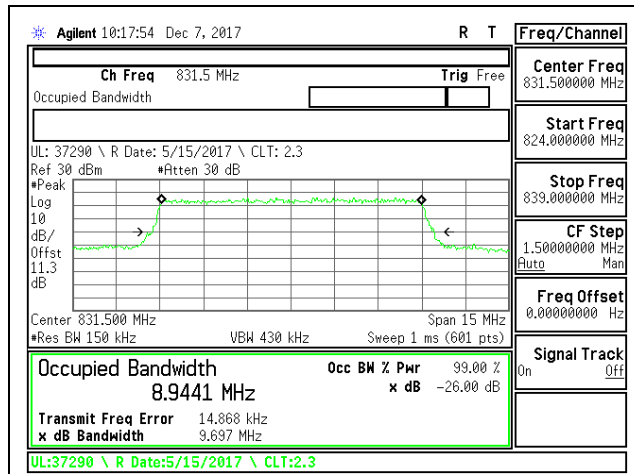 Agilent 10:17:54 Dec 7, 2017 R T
Ch Freq 831.5 MHz Trig Free
Occupied Bandwidth
UL: 37290 \ R Date: 5/15/2017 \ CLT: 2.3
Ref 30 dBm #Atten 30 dB
#Peak
Log
10
dB/
Offst
11.3
dB
Center 831.500 MHz Span 15 MHz
#Res BW 150 kHz VBW 430 kHz Sweep 1 ms (601 pts)
Occupied Bandwidth Occ BW % Pwr 99.00 %
8.9441 MHz x dB -26.00 dB
Transmit Freq Error 14.868 kHz
x dB Bandwidth 9.697 MHz
UL:37290 \ R Date:5/15/2017 \ CLT:2.3
Freq/Channel
Center Freq
831.500000 MHz
Start Freq
824.000000 MHz
Stop Freq
839.000000 MHz
CF Step
1.50000000 MHz
Auto Man
Freq Offset
0.00000000 Hz
Signal Track
On Off